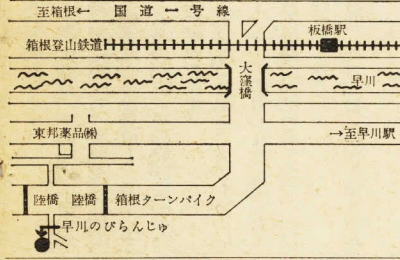 至箱根← 国道一号線
板橋駅
箱根登山鉄道
大窪橋
早川
東邦薬品㈱
→至早川駅
陸橋 陸橋 箱根ターンパイク
早川のびらんじゅ